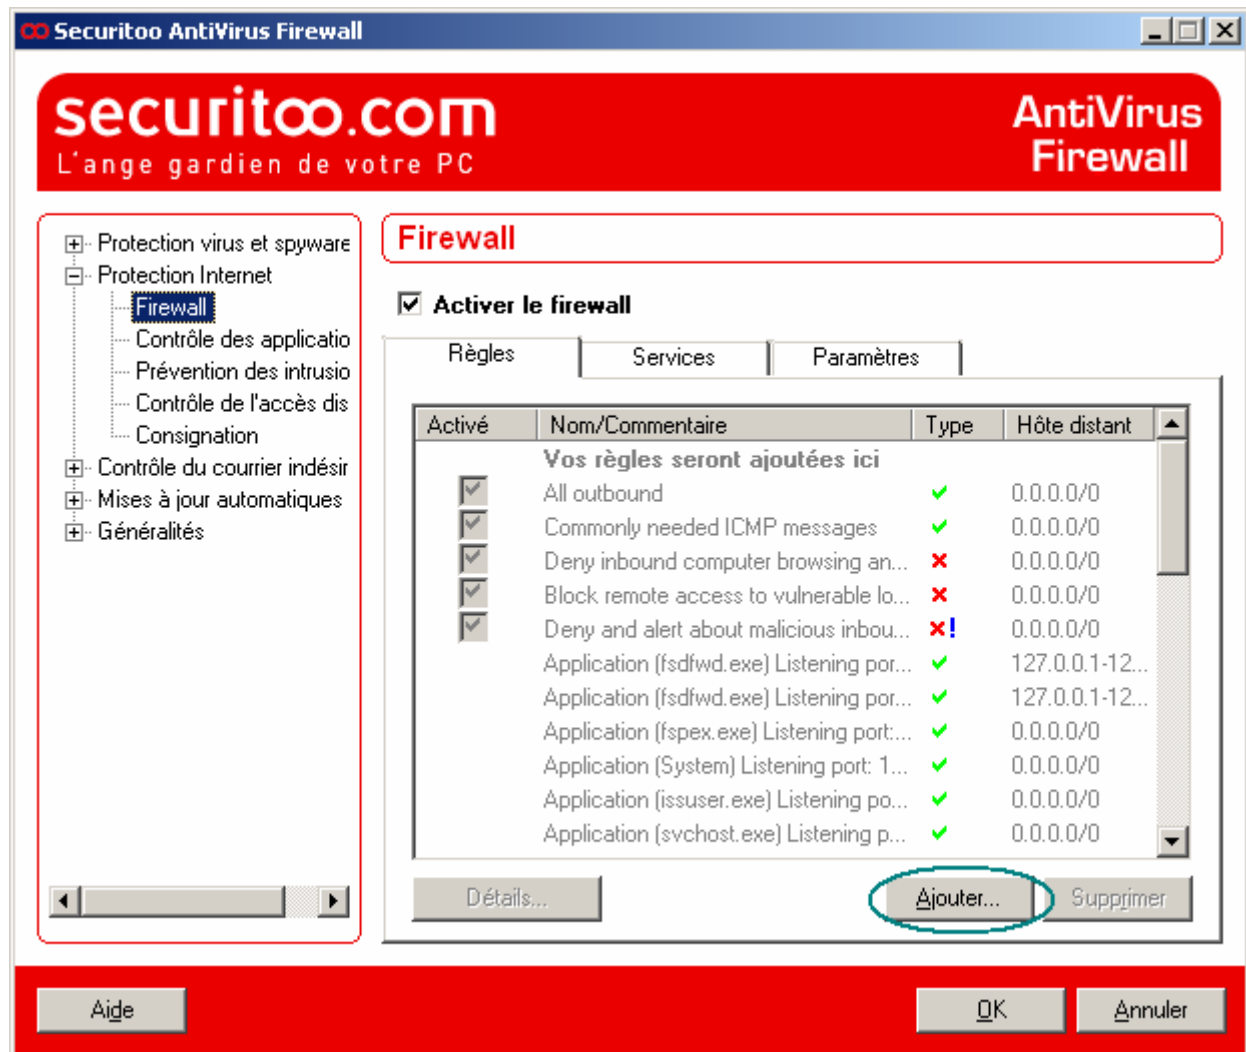 Securitoo AntiVirus Firewall
securitoo.com
L'ange gardien de votre PC
AntiVirus
Firewall
Protection virus et spyware
Protection Internet
Firewall
Contrôle des applicatio
Prévention des intrusio
Contrôle de l'accès dis
Consignation
Contrôle du courrier indésir
Mises à jour automatiques
Généralités
Firewall
Activer le firewall
Règles Services Paramètres
Activé Nom/Commentaire Type Hôte distant
Vos règles seront ajoutées ici
All outbound 0.0.0.0/0
Commonly needed ICMP messages 0.0.0.0/0
Deny inbound computer browsing an... 0.0.0.0/0
Block remote access to vulnerable lo... 0.0.0.0/0
Deny and alert about malicious inbou... 0.0.0.0/0
Application (fsdfwd.exe) Listening por... 127.0.0.1-12...
Application (fsdfwd.exe) Listening por... 127.0.0.1-12...
Application (fspex.exe) Listening port:... 0.0.0.0/0
Application (System) Listening port: 1... 0.0.0.0/0
Application (issuser.exe) Listening po... 0.0.0.0/0
Application (svchost.exe) Listening p... 0.0.0.0/0
Détails... Ajouter... Supprimer
Aide OK Annuler